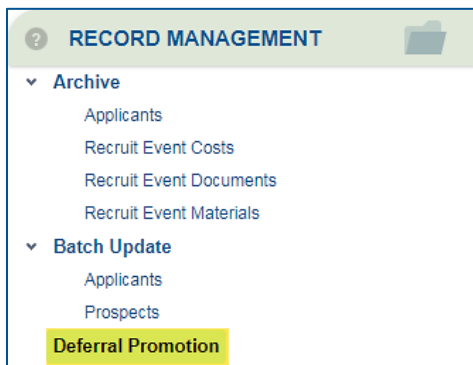 ? RECORD MANAGEMENT
Archive
Applicants
Recruit Event Costs
Recruit Event Documents
Recruit Event Materials
Batch Update
Applicants
Prospects
Deferral Promotion